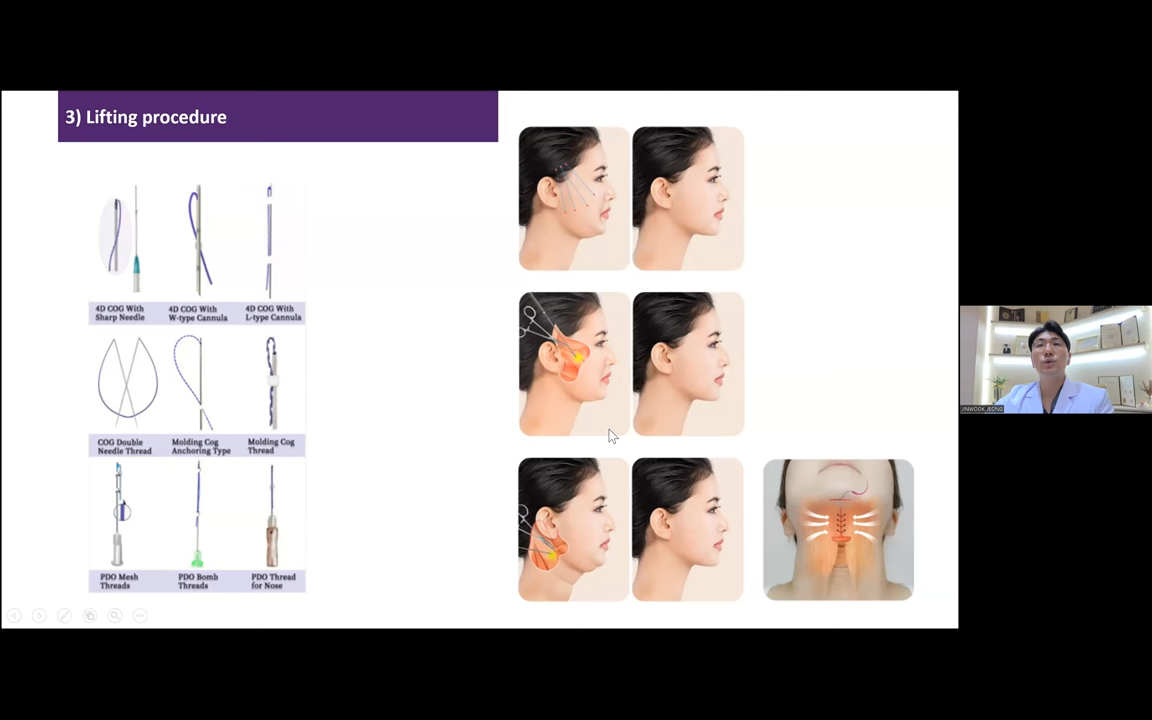 3) Lifting procedure
4D COG With
Sharp Needle
4D COG With
W-type Cannula
4D COG With
L-type Cannula
COG Double
Needle Thread
Molding Cog
Anchoring Type
Molding Cog
Thread
PDO Mesh
Threads
PDO Bomb
Threads
PDO Thread
for Nose
JINWOOK JEONG